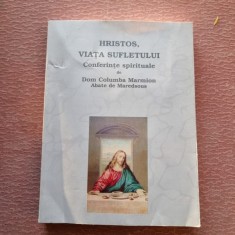 HRISTOS,
VIAȚA SUFLETULUI
Conferințe spirituale
de
Dom Columba Marmion
Abate de Maredsous